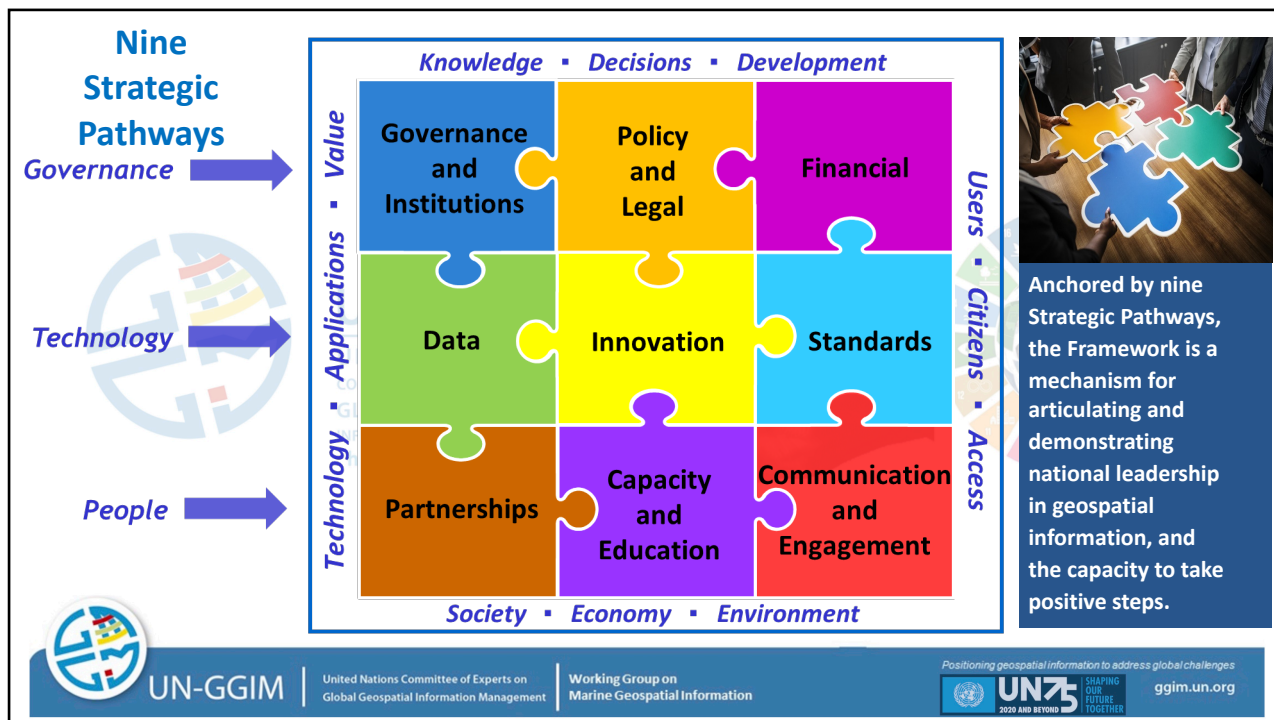 Nine
Strategic
Pathways
Governance
Technology
People
Knowledge ▪ Decisions ▪ Development
Technology ▪ Applications ▪ Value
Governance
and
Institutions
Policy
and
Legal
Financial
Data
Innovation
Standards
Partnerships
Capacity
and
Education
Communication
and
Engagement
Users ▪ Citizens ▪ Access
Society ▪ Economy ▪ Environment
Anchored by nine
Strategic Pathways,
the Framework is a
mechanism for
articulating and
demonstrating
national leadership
in geospatial
information, and
the capacity to take
positive steps.
UN-GGIM
United Nations Committee of Experts on
Global Geospatial Information Management
Working Group on
Marine Geospatial Information
Positioning geospatial information to address global challenges
UN75
2020 AND BEYOND
SHAPING
OUR
FUTURE
TOGETHER
ggim.un.org